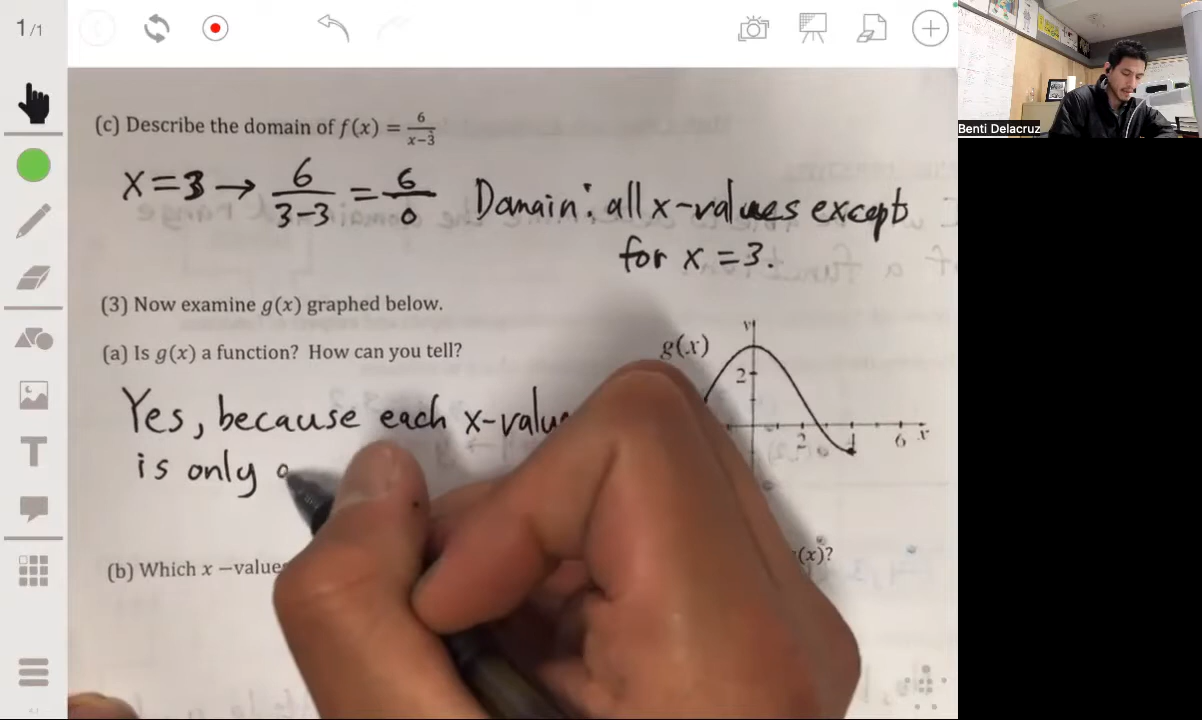 1/1
Benti Delacruz
(c) Describe the domain of f(x) = 6/(x−3)
x=3 → 6/(3−3) = 6/0 Domain: all x-values except
for x = 3.
(3) Now examine g(x) graphed below.
(a) Is g(x) a function? How can you tell?
g(x)
y
2
2
6
x
Yes, because each
is only
(b) Which x −value
(x)?
T